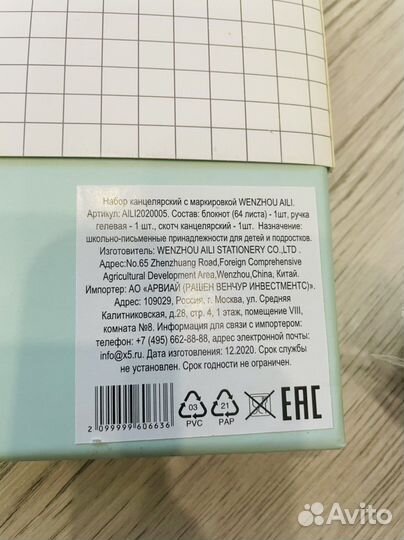 Набор канцелярский с маркировкой WENZHOU AILI.
Артикул: AILI2020005. Состав: блокнот (64 листа) - 1шт, ручка
гелевая - 1 шт., скотч канцелярский - 1шт. Назначение:
школьно-письменные принадлежности для детей и подростков.
Изготовитель: WENZHOU AILI STATIONERY CO.,LTD .
Адрес:No.65 Zhenzhuang Road,Foreign Comprehensive
Agricultural Development Area,Wenzhou,China, Китай.
Импортер: АО «АРВИАЙ (РАШЕН ВЕНЧУР ИНВЕСТМЕНТС)».
Адрес: 109029, Россия, г. Москва, ул. Средняя
Калитниковская, д.28, стр. 4, 1 этаж, помещение VIII,
комната №8. Информация для связи с импортером:
телефон: +7 (495) 662-88-88, адрес электронной почты:
info@x5.ru. Дата изготовления: 12.2020. Срок службы
не установлен. Срок годности не ограничен.
2 099999 606636
03
PVC
21
PAP
EAC
Avito